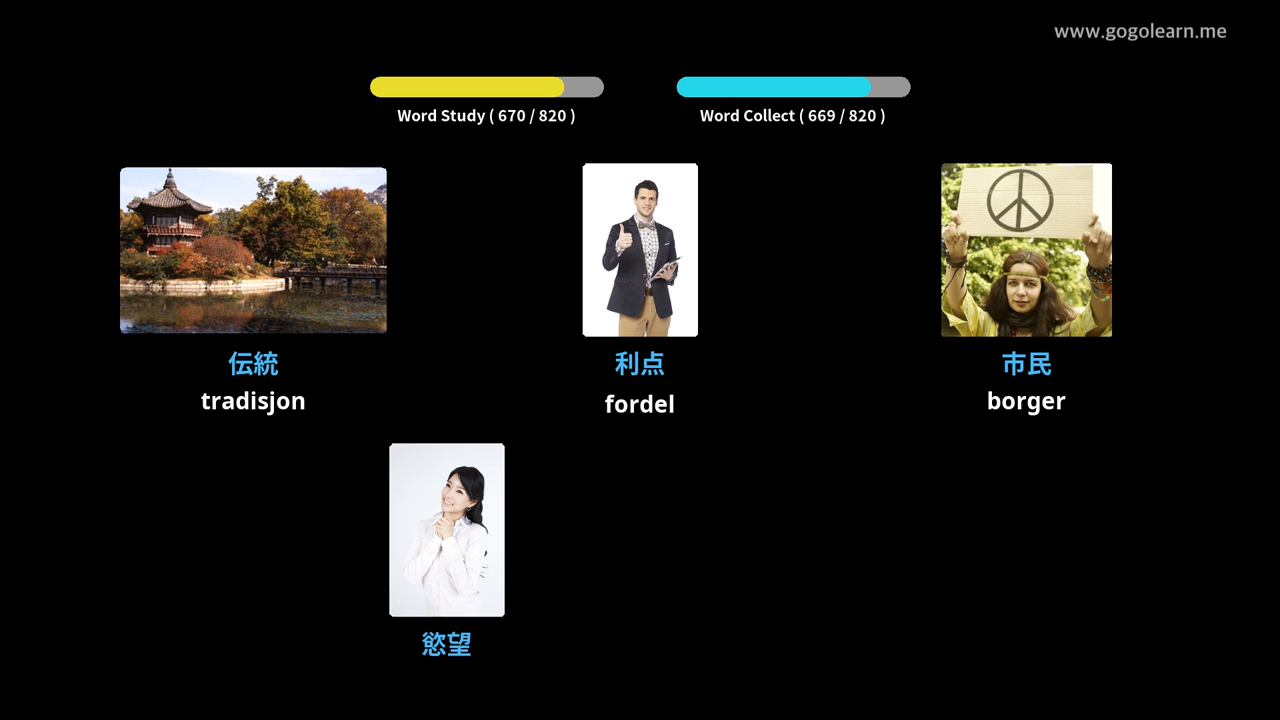 www.gogolearn.me
Word Study ( 670 / 820 )
Word Collect ( 669 / 820 )
伝統
tradisjon
利点
fordel
市民
borger
慾望